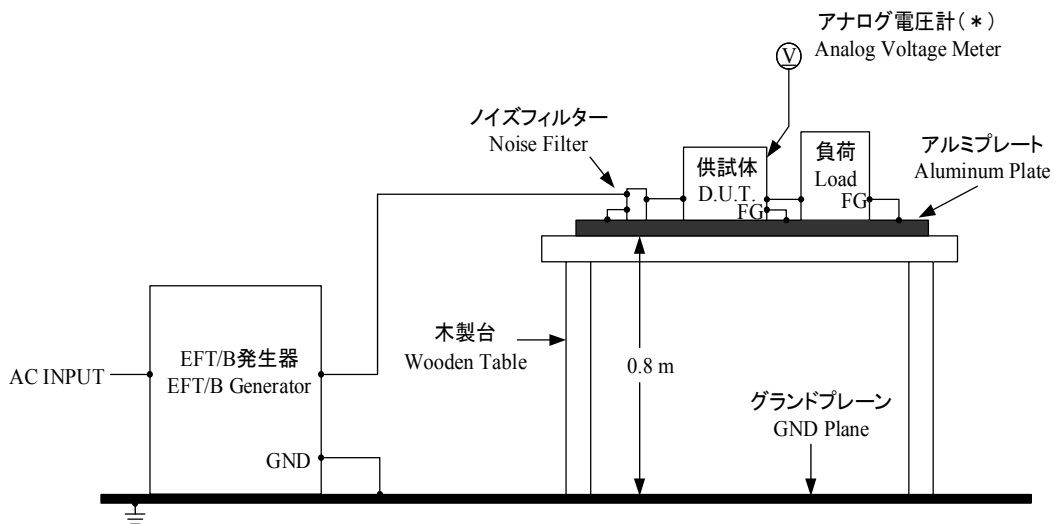 アナログ電圧計(*)
Analog Voltage Meter
V
ノイズフィルター
Noise Filter
供試体
D.U.T.
FG
負荷
Load
FG
アルミプレート
Aluminum Plate
AC INPUT
EFT/B発生器
EFT/B Generator
GND
木製台
Wooden Table
0.8 m
グランドプレーン
GND Plane